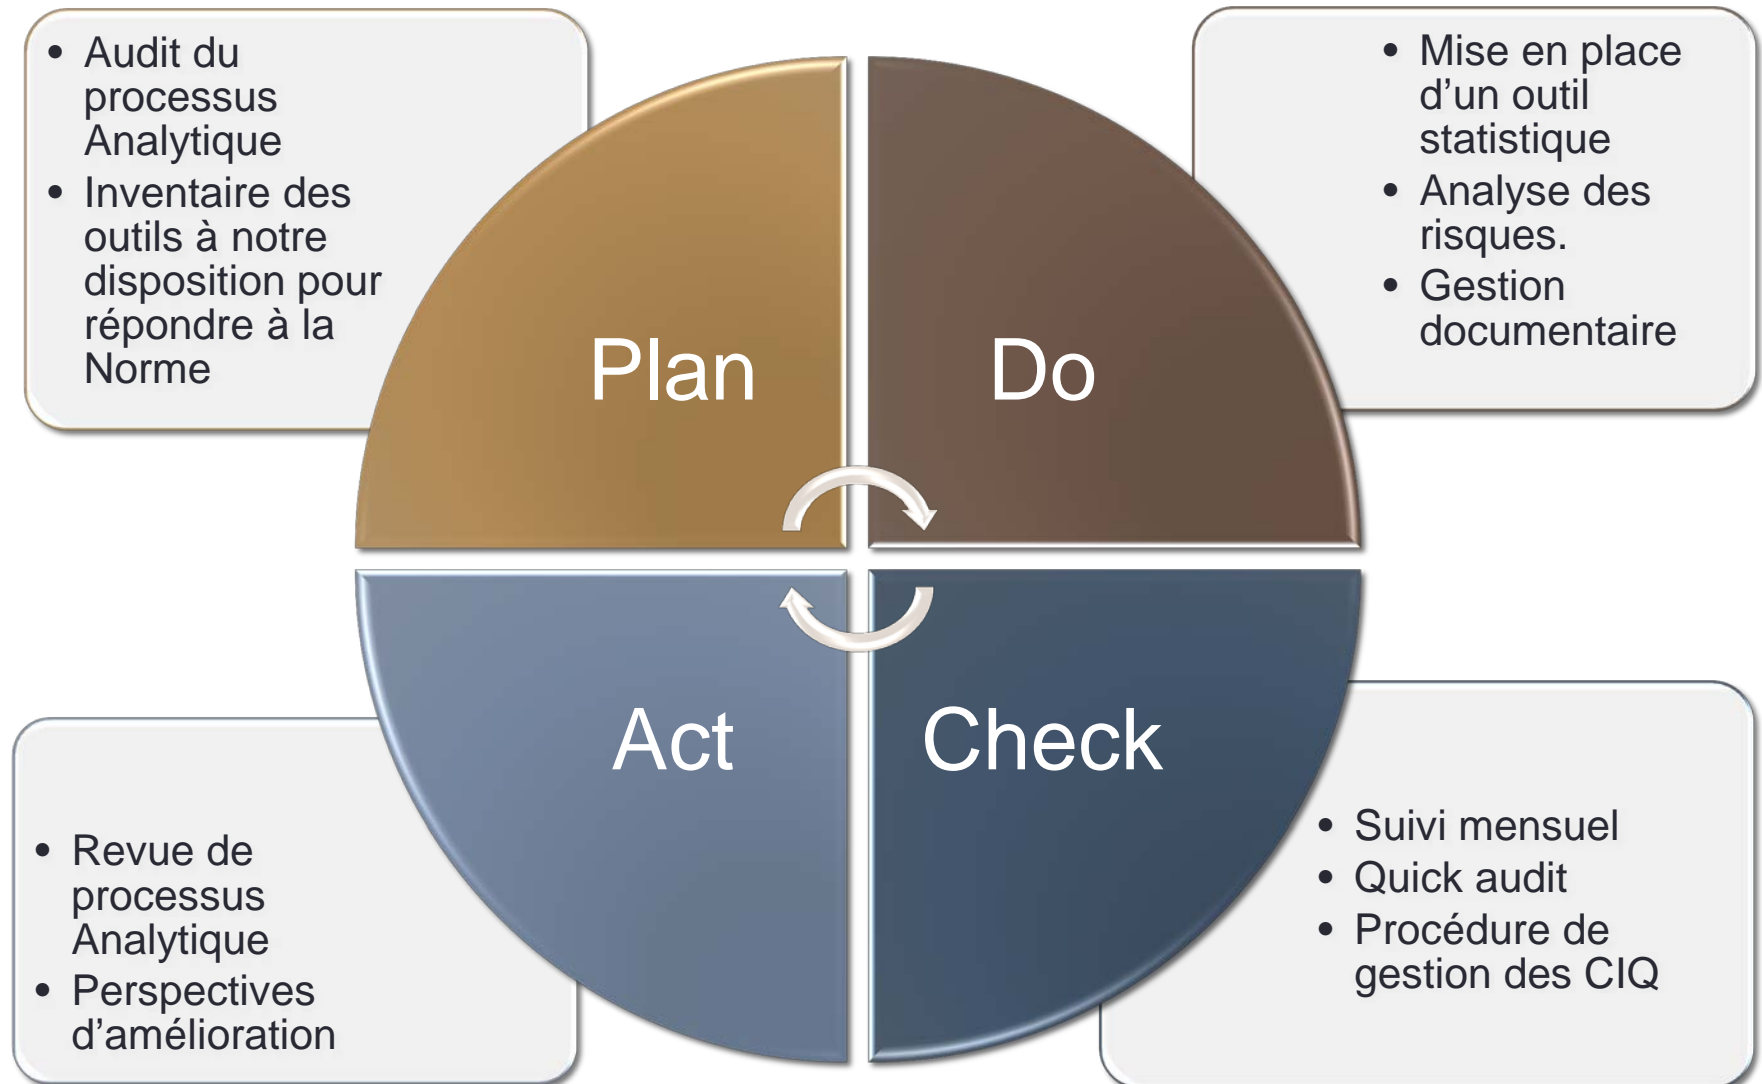 • Audit du
processus
Analytique
• Inventaire des
outils à notre
disposition pour
répondre à la
Norme
Plan
• Mise en place
d’un outil
statistique
• Analyse des
risques.
• Gestion
documentaire
Do
Act
• Revue de
processus
Analytique
• Perspectives
d’amélioration
Check
• Suivi mensuel
• Quick audit
• Procédure de
gestion des CIQ